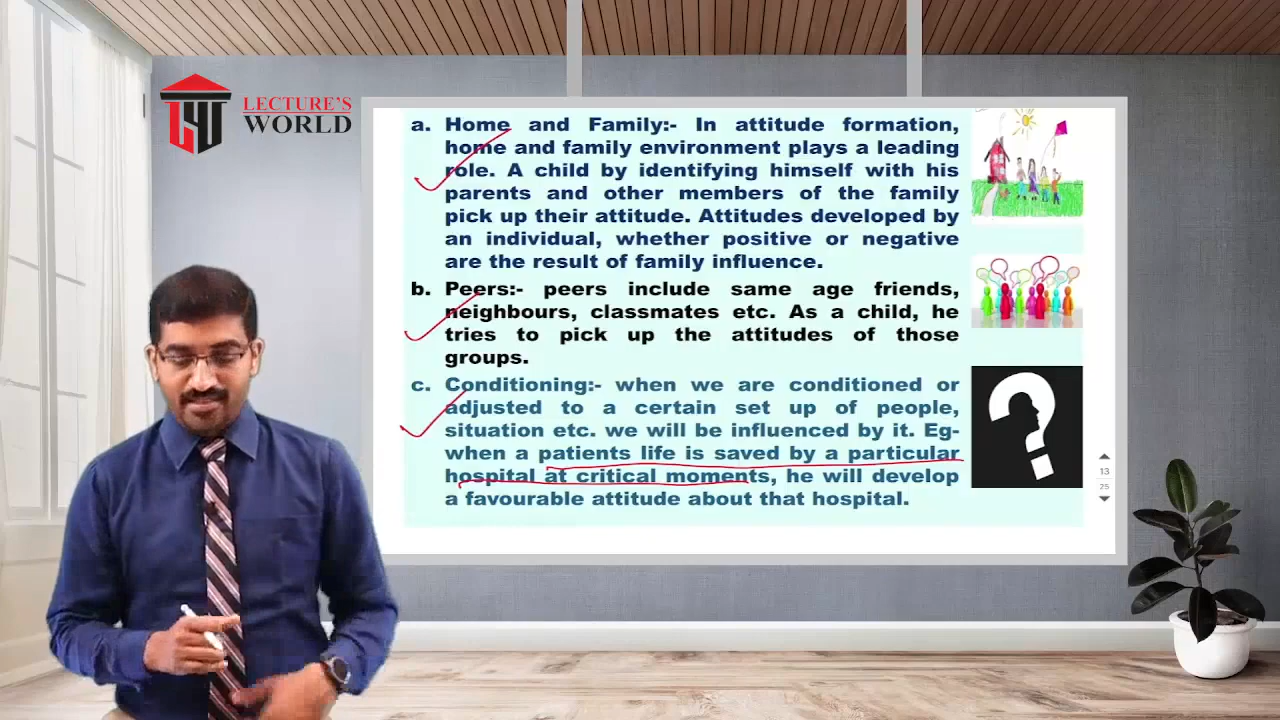 LECTURE'S
WORLD
a. Home and Family:- In attitude formation,
home and family environment plays a leading
role. A child by identifying himself with his
parents and other members of the family
pick up their attitude. Attitudes developed by
an individual, whether positive or negative
are the result of family influence.
b. Peers:- peers include same age friends,
neighbours, classmates etc. As a child, he
tries to pick up the attitudes of those
groups.
c. Conditioning:- when we are conditioned or
adjusted to a certain set up of people,
situation etc. we will be influenced by it. Eg-
when a patients life is saved by a particular
hospital at critical moments, he will develop
a favourable attitude about that hospital.
13
25